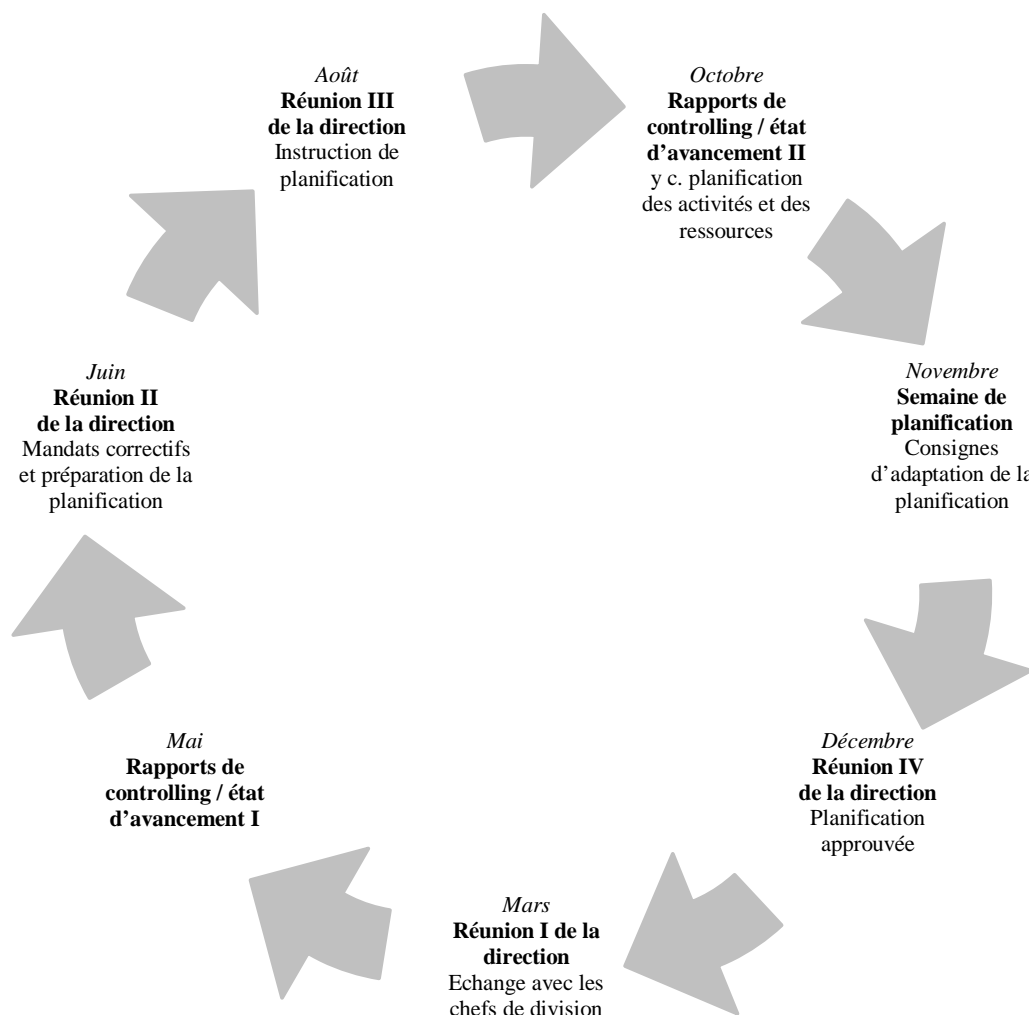 Août
Réunion III
de la direction
Instruction de
planification
Octobre
Rapports de
controlling / état
d’avancement II
y c. planification
des activités et des
ressources
Novembre
Semaine de
planification
Consignes
d’adaptation de la
planification
Décembre
Réunion IV
de la direction
Planification
approuvée
Mars
Réunion I de la
direction
Echange avec les
chefs de division
Mai
Rapports de
controlling / état
d’avancement I
Juin
Réunion II
de la direction
Mandats correctifs
et préparation de la
planification